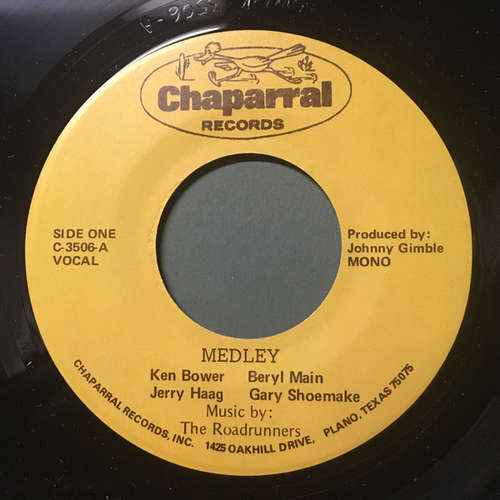 3506-A
Chaparral
RECORDS
SIDE ONE
C-3506-A
VOCAL
Produced by:
Johnny Gimble
MONO
MEDLEY
Ken Bower Beryl Main
Jerry Haag Gary Shoemake
Music by:
The Roadrunners
CHAPARRAL RECORDS, INC. 1425 OAKHILL DRIVE, PLANO, TEXAS 75075